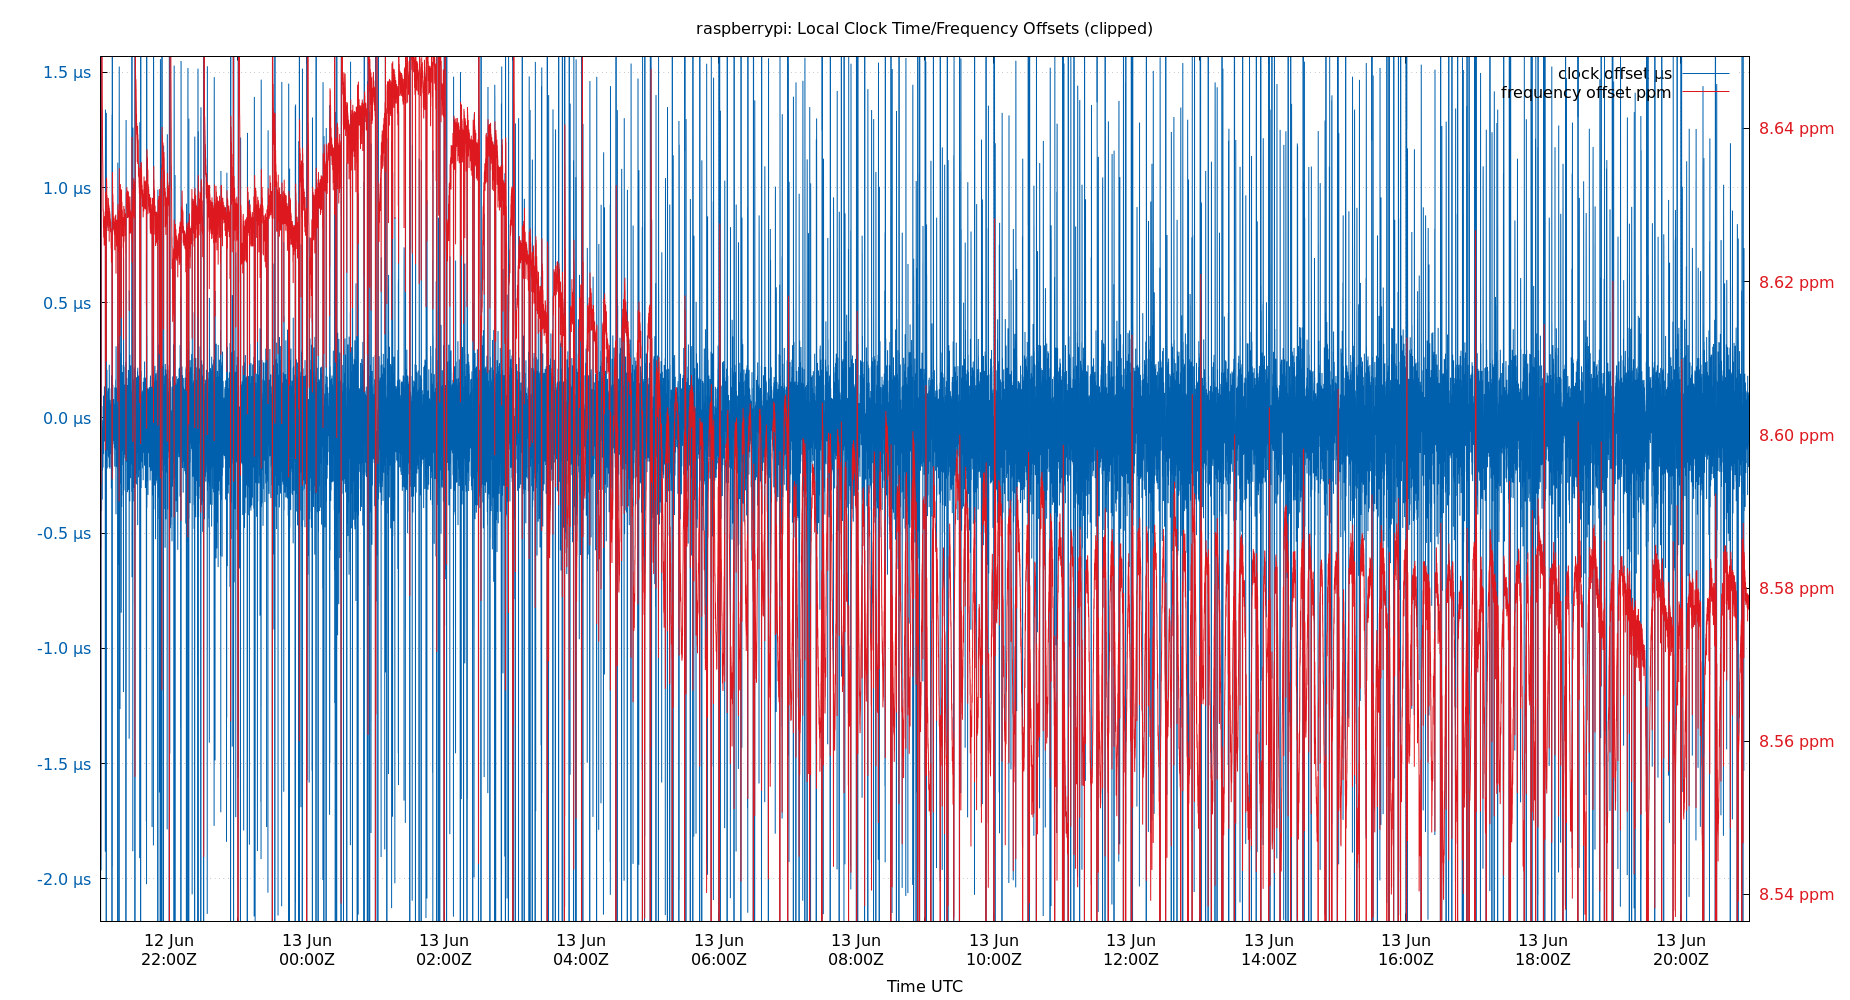 raspberrypi: Local Clock Time/Frequency Offsets (clipped)
clock offset µs
frequency offset ppm
1.5 µs
1.0 µs
0.5 µs
0.0 µs
-0.5 µs
-1.0 µs
-1.5 µs
-2.0 µs
8.64 ppm
8.62 ppm
8.60 ppm
8.58 ppm
8.56 ppm
8.54 ppm
12 Jun 13 Jun 13 Jun 13 Jun 13 Jun 13 Jun 13 Jun 13 Jun 13 Jun 13 Jun 13 Jun 13 Jun
22:00Z 00:00Z 02:00Z 04:00Z 06:00Z 08:00Z 10:00Z 12:00Z 14:00Z 16:00Z 18:00Z 20:00Z
Time UTC